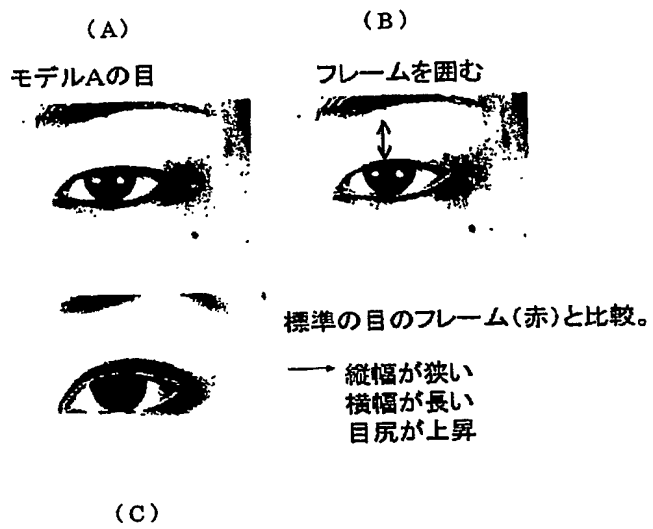 (A)
(B)
モデルAの目
フレームを囲む
標準の目のフレーム(赤)と比較。
→ 縦幅が狭い
横幅が長い
目尻が上昇
(C)